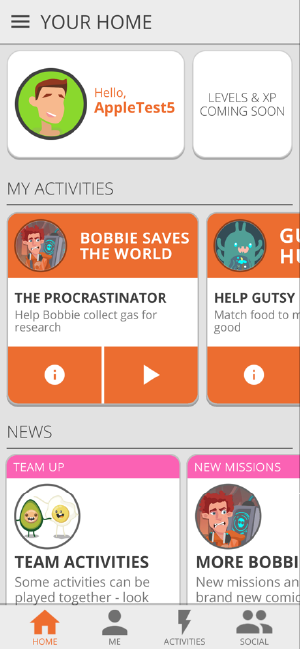 YOUR HOME
Hello,
AppleTest5
LEVELS & XP
COMING SOON
MY ACTIVITIES
BOBBIE SAVES
THE WORLD
THE PROCRASTINATOR
Help Bobbie collect gas for
research
GU
HU
HELP GUTSY
Match food to m
good
NEWS
TEAM UP
TEAM ACTIVITIES
Some activities can be
played together - look
NEW MISSIONS
MORE BOBBI
New missions an
brand new comic
HOME
ME
ACTIVITIES
SOCIAL